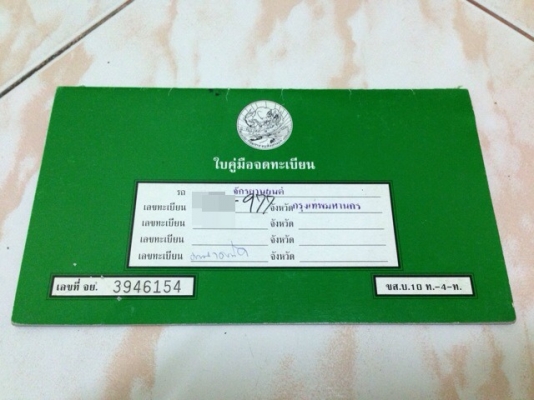 ใบคู่มือจดทะเบียน
รถ จักรยานยนต์
เลขทะเบียน -977 จังหวัด กรุงเทพมหานคร
เลขทะเบียน จังหวัด
เลขทะเบียน จังหวัด
เลขทะเบียน จังหวัด
เลขที่ จย. 3946154
ขส.บ.10 ท.-4-ท.